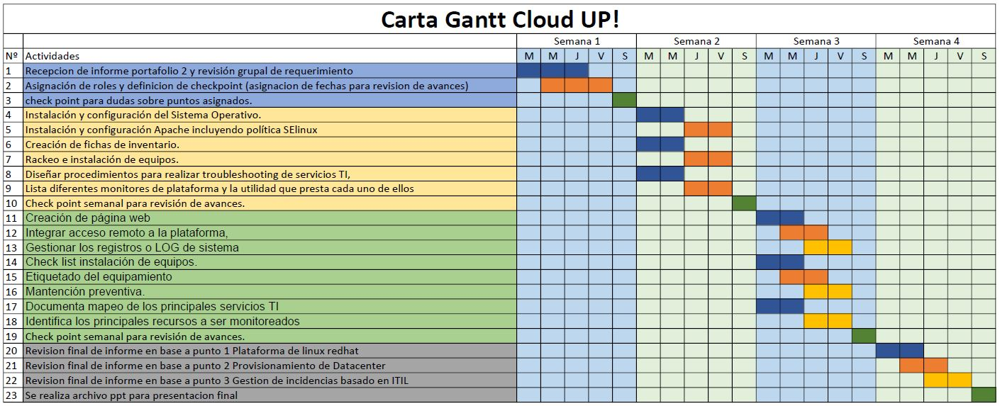 Carta Gantt Cloud UP!
Semana 1 Semana 2 Semana 3 Semana 4
Nº Actividades M M J V S M M J V S M M J V S M M J V S
1 Recepcion de informe portafolio 2 y revisión grupal de requerimiento
2 Asignación de roles y definicion de checkpoint (asignacion de fechas para revision de avances)
3 check point para dudas sobre puntos asignados.
4 Instalación y configuración del Sistema Operativo.
5 Instalación y configuración Apache incluyendo política SElinux
6 Creación de fichas de inventario.
7 Rackeo e instalación de equipos.
8 Diseñar procedimientos para realizar troubleshooting de servicios TI,
9 Lista diferentes monitores de plataforma y la utilidad que presta cada uno de ellos
10 Check point semanal para revisión de avances.
11 Creación de página web
12 Integrar acceso remoto a la plataforma,
13 Gestionar los registros o LOG de sistema
14 Check list instalación de equipos.
15 Etiquetado del equipamiento
16 Mantención preventiva.
17 Documenta mapeo de los principales servicios TI
18 Identifica los principales recursos a ser monitoreados
19 Check point semanal para revisión de avances.
20 Revision final de informe en base a punto 1 Plataforma de linux redhat
21 Revision final de informe en base a punto 2 Provisionamiento de Datacenter
22 Revision final de informe en base a punto 3 Gestion de incidencias basado en ITIL
23 Se realiza archivo ppt para presentacion final